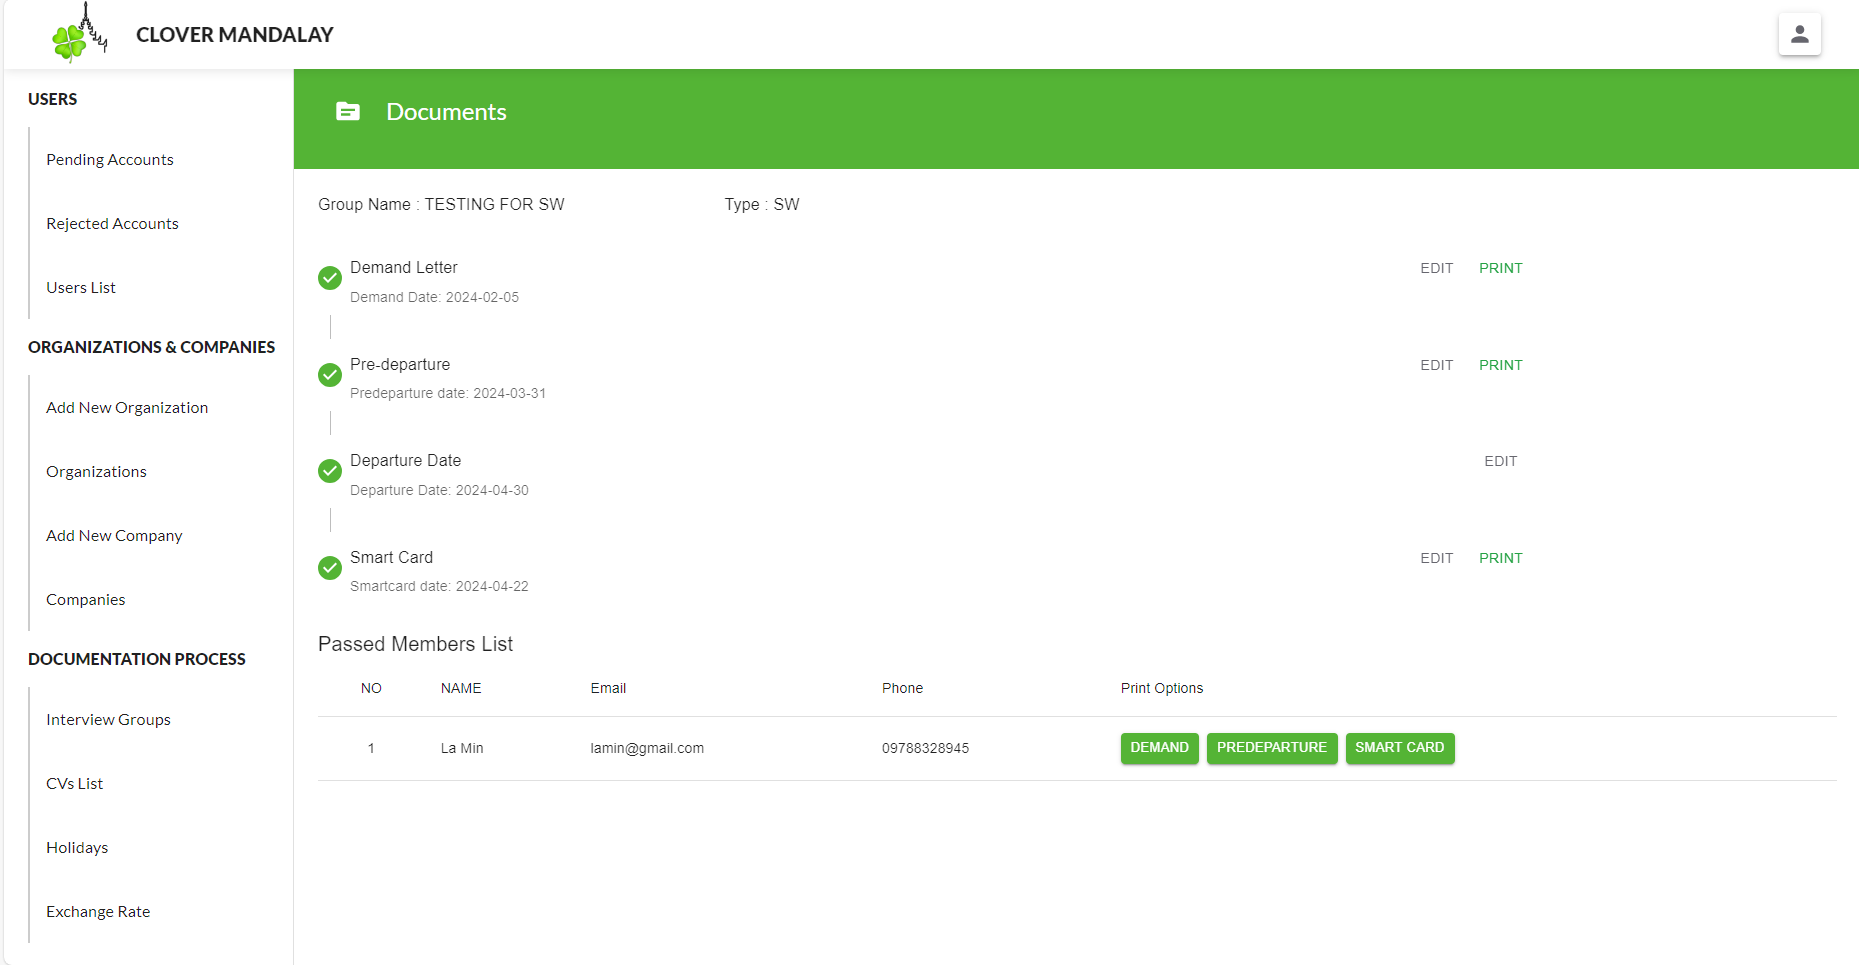 CLOVER MANDALAY
USERS
Pending Accounts
Rejected Accounts
Users List
ORGANIZATIONS & COMPANIES
Add New Organization
Organizations
Add New Company
Companies
DOCUMENTATION PROCESS
Interview Groups
CVs List
Holidays
Exchange Rate
Documents
Group Name : TESTING FOR SW Type : SW
Demand Letter EDIT PRINT
Demand Date: 2024-02-05
Pre-departure EDIT PRINT
Predeparture date: 2024-03-31
Departure Date EDIT
Departure Date: 2024-04-30
Smart Card EDIT PRINT
Smartcard date: 2024-04-22
Passed Members List
NO NAME Email Phone Print Options
1 La Min lamin@gmail.com 09788328945 DEMAND PREDEPARTURE SMART CARD